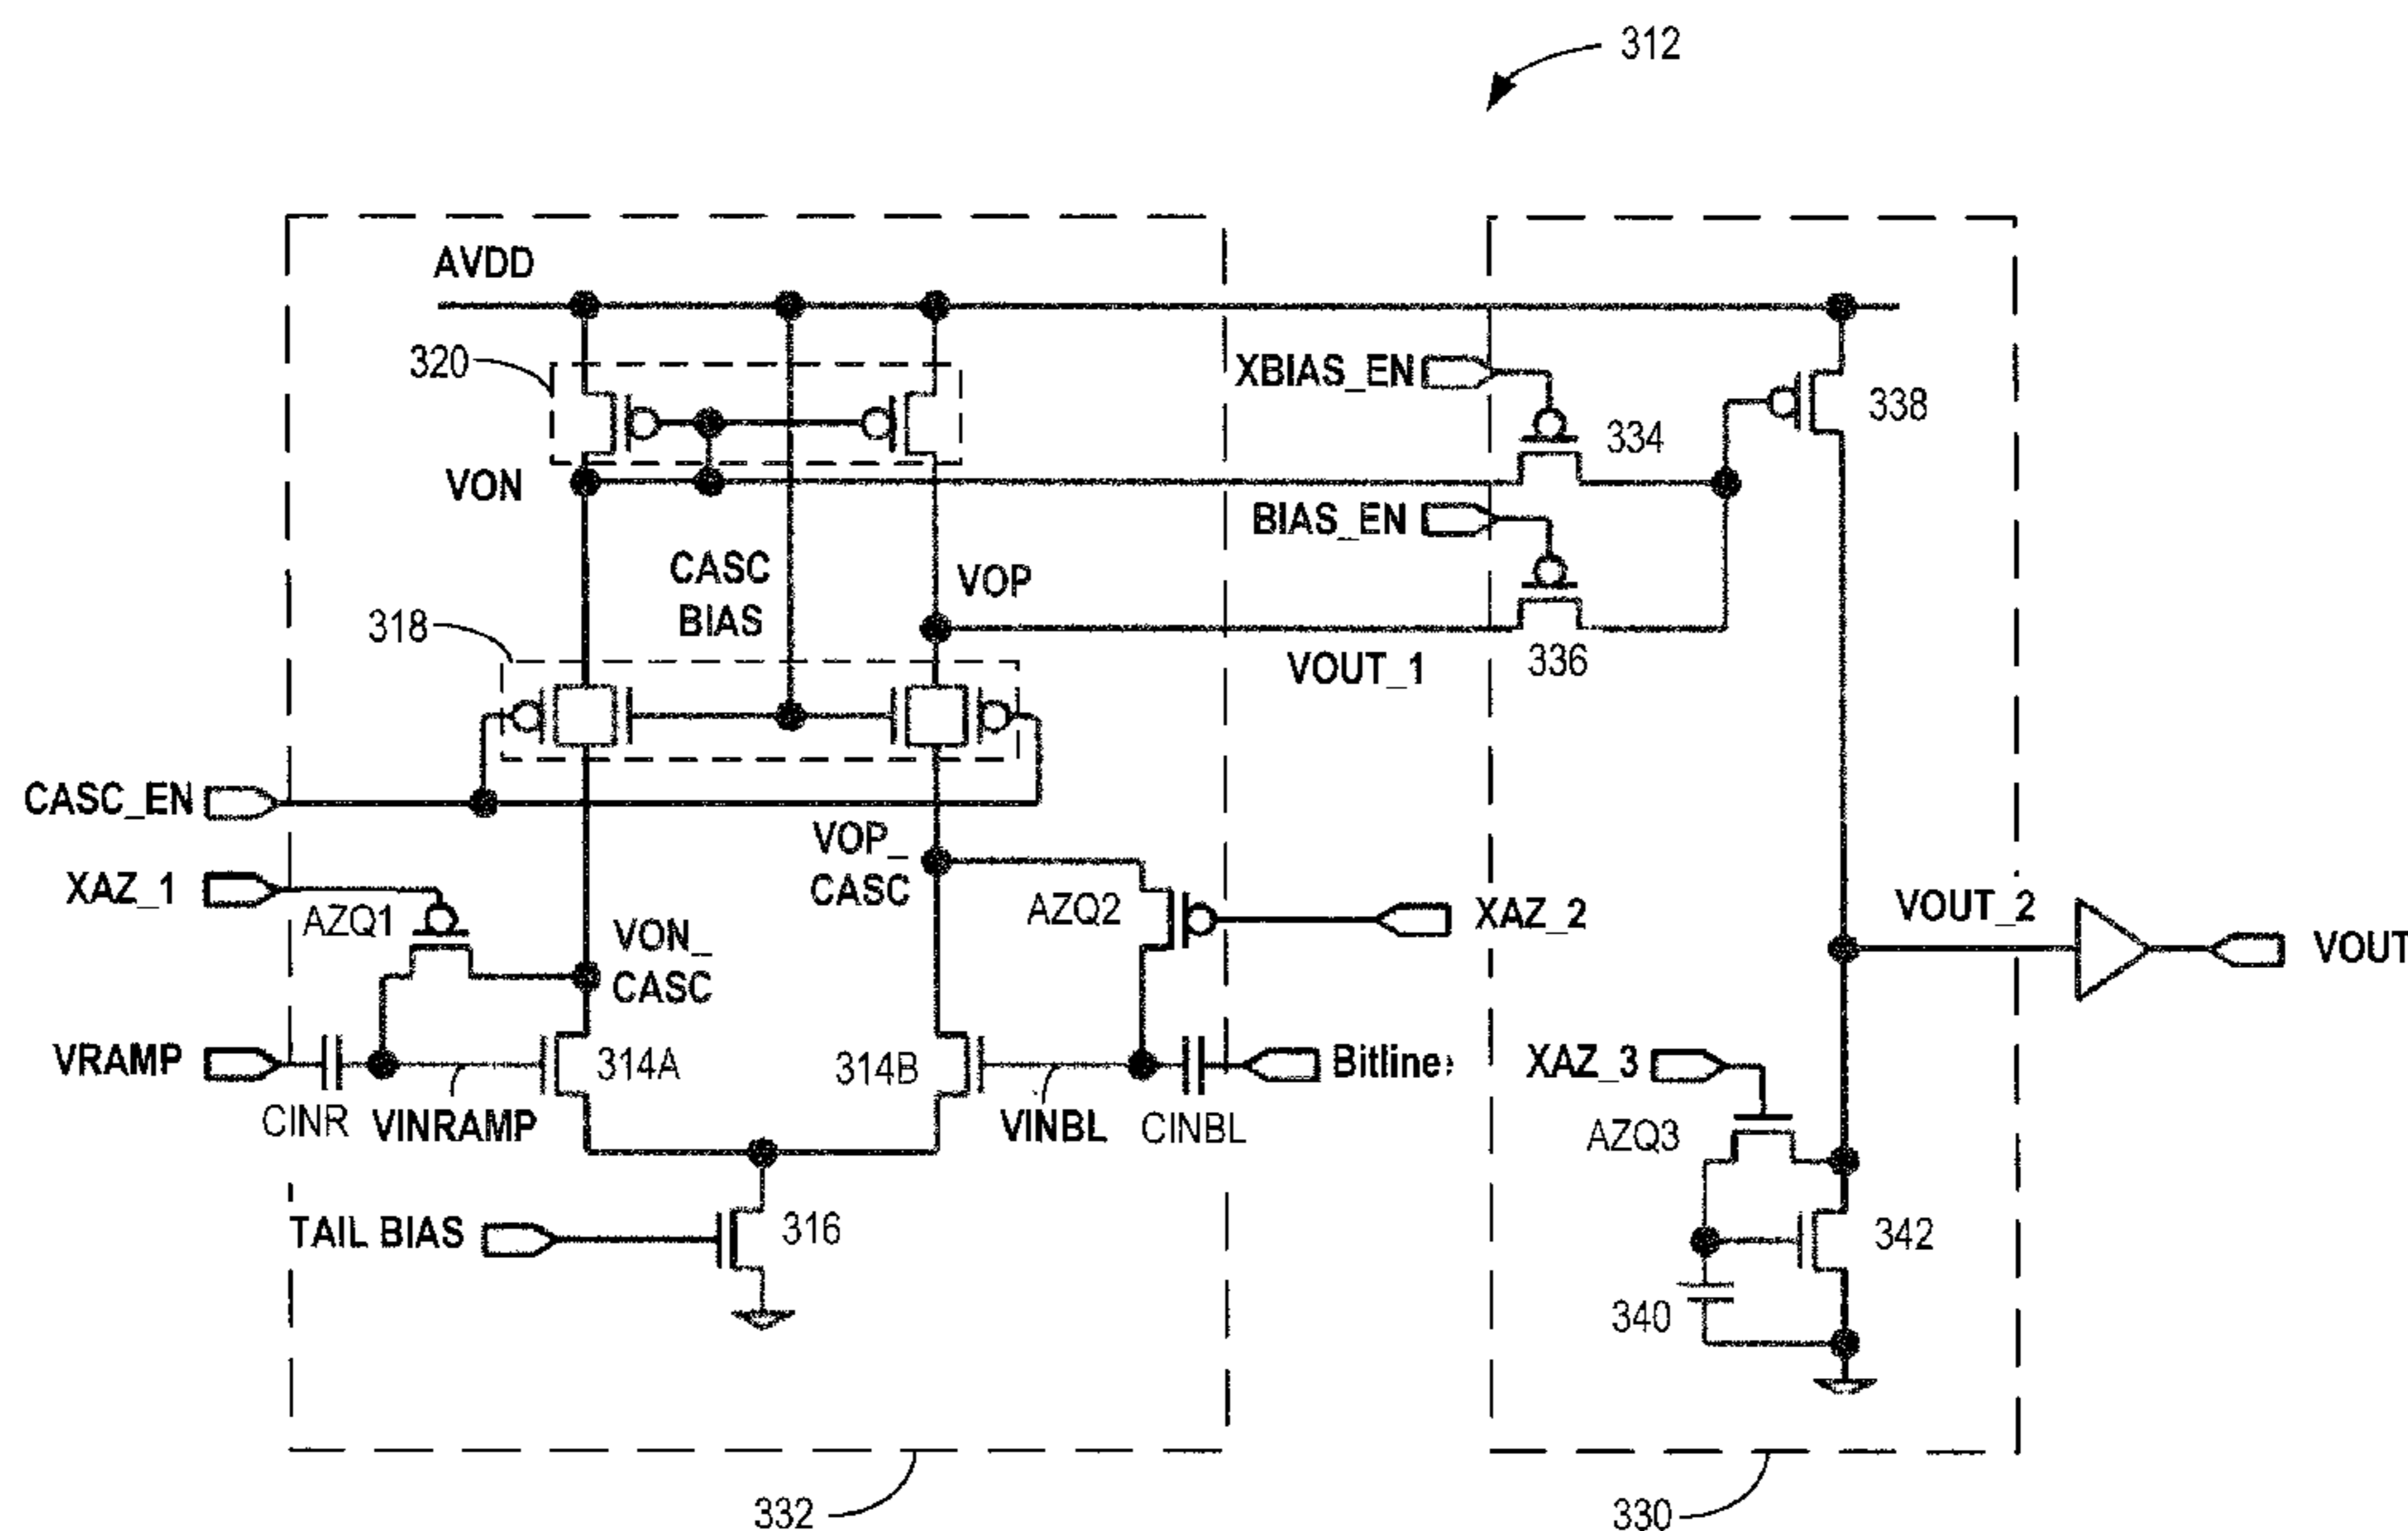 312
AVDD
320
XBIAS_EN
338
334
VON
BIAS_EN
CASC
BIAS
VOP
318
336
VOUT_1
CASC_EN
VOP_
CASC
XAZ_1
AZQ1
AZQ2
XAZ_2
VOUT_2
VON_
CASC
VOUT
VRAMP
314A
314B
Bitline
XAZ_3
CINR
VINRAMP
VINBL
CINBL
AZQ3
TAIL BIAS
316
342
340
332
330